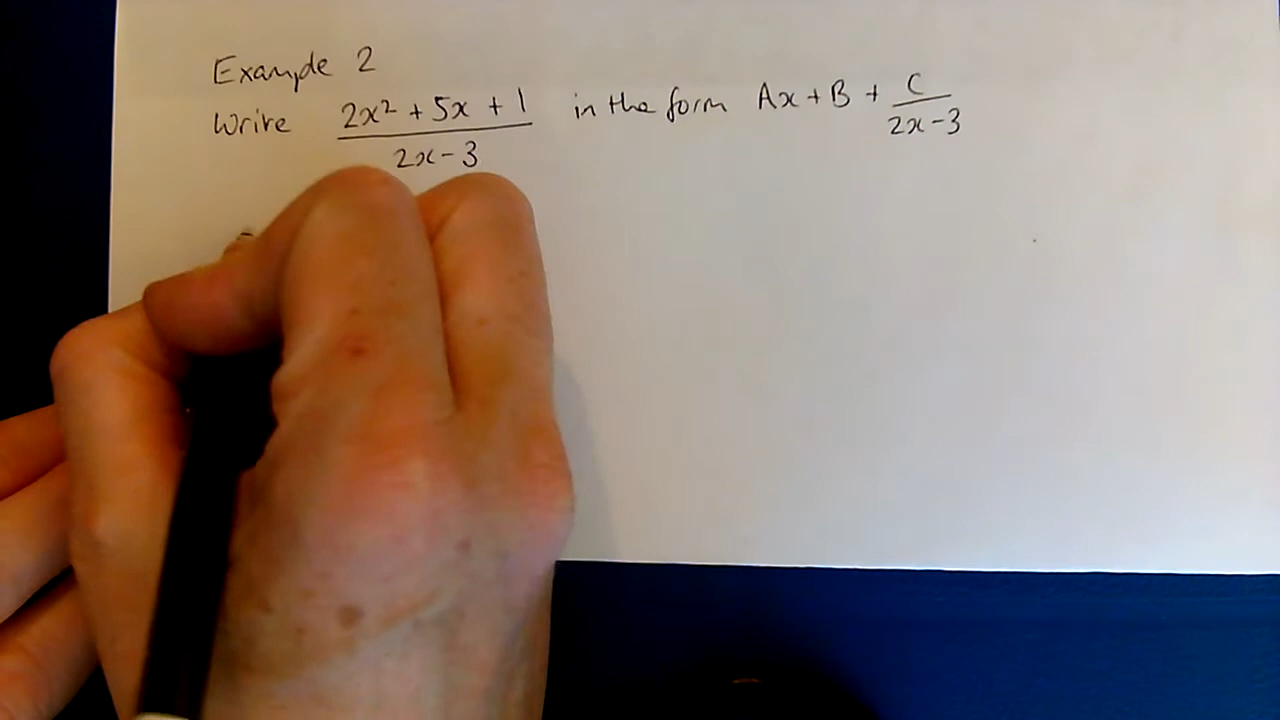 Example 2
Write 2x² + 5x + 1 / 2x - 3 in the form Ax + B + C / 2x - 3